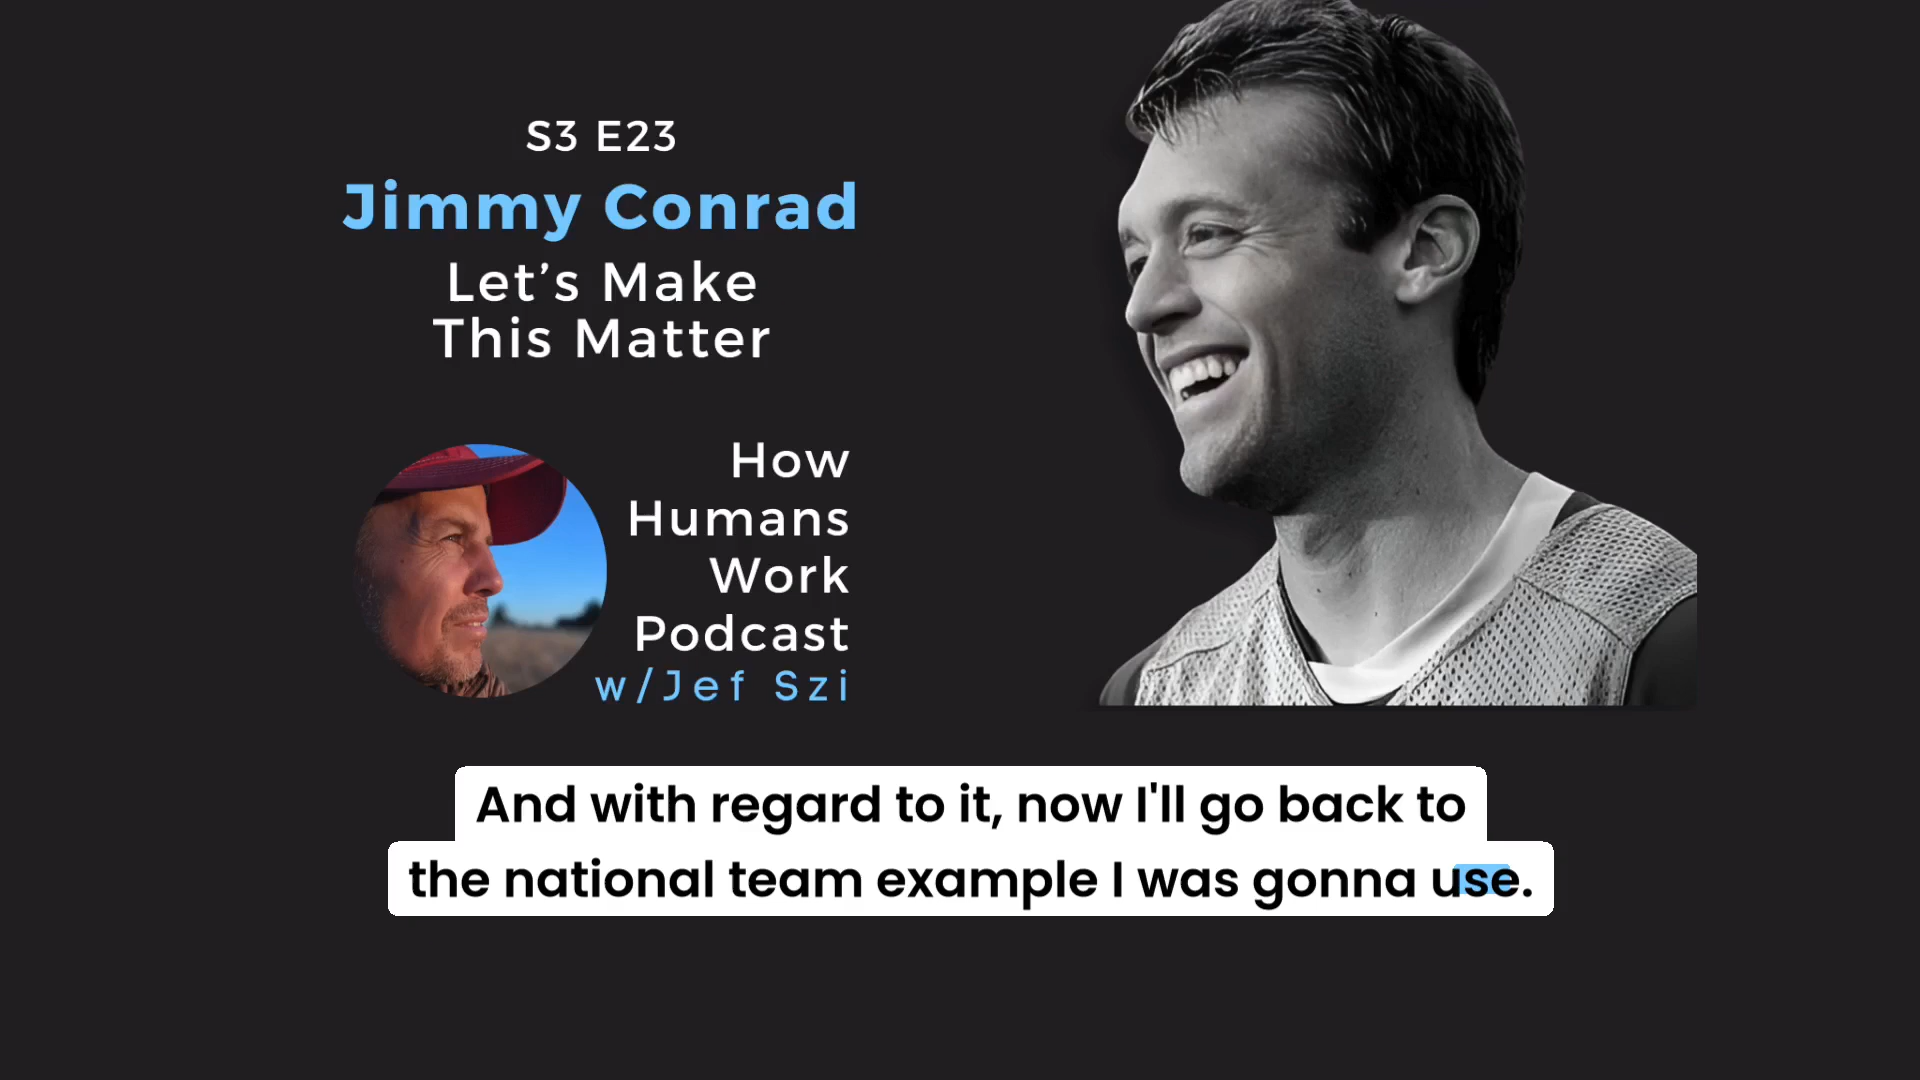 S3 E23
Jimmy Conrad
Let’s Make
This Matter
How
Humans
Work
Podcast
w/Jef Szi
And with regard to it, now I'll go back to
the national team example I was gonna use.